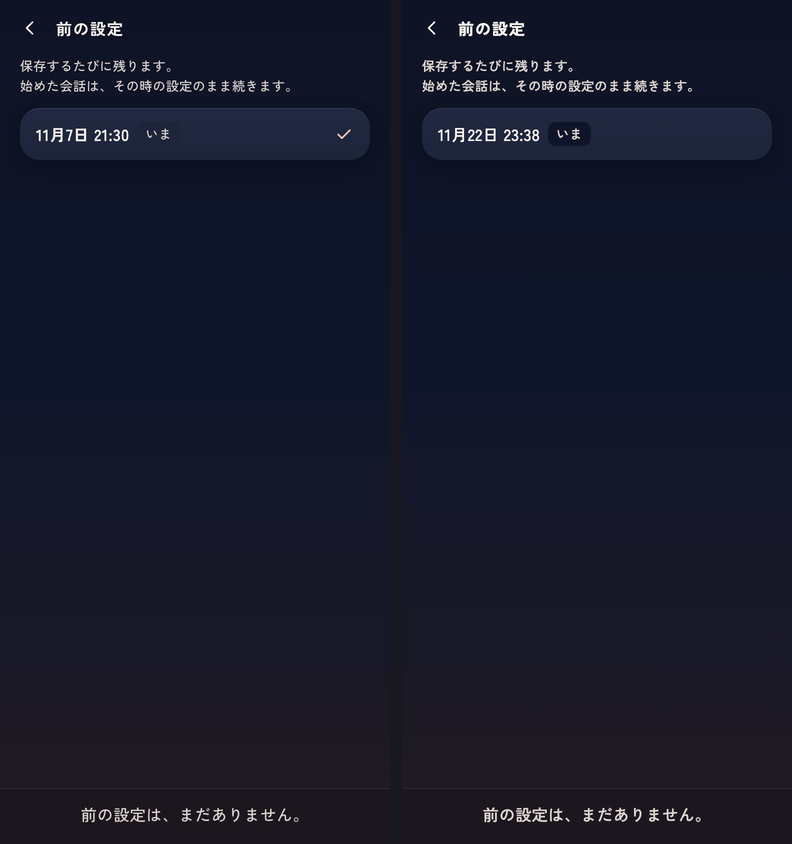 前の設定
保存するたびに残ります。
始めた会話は、その時の設定のまま続きます。
11月7日 21:30 いま
前の設定は、まだありません。
前の設定
保存するたびに残ります。
始めた会話は、その時の設定のまま続きます。
11月22日 23:38 いま
前の設定は、まだありません。